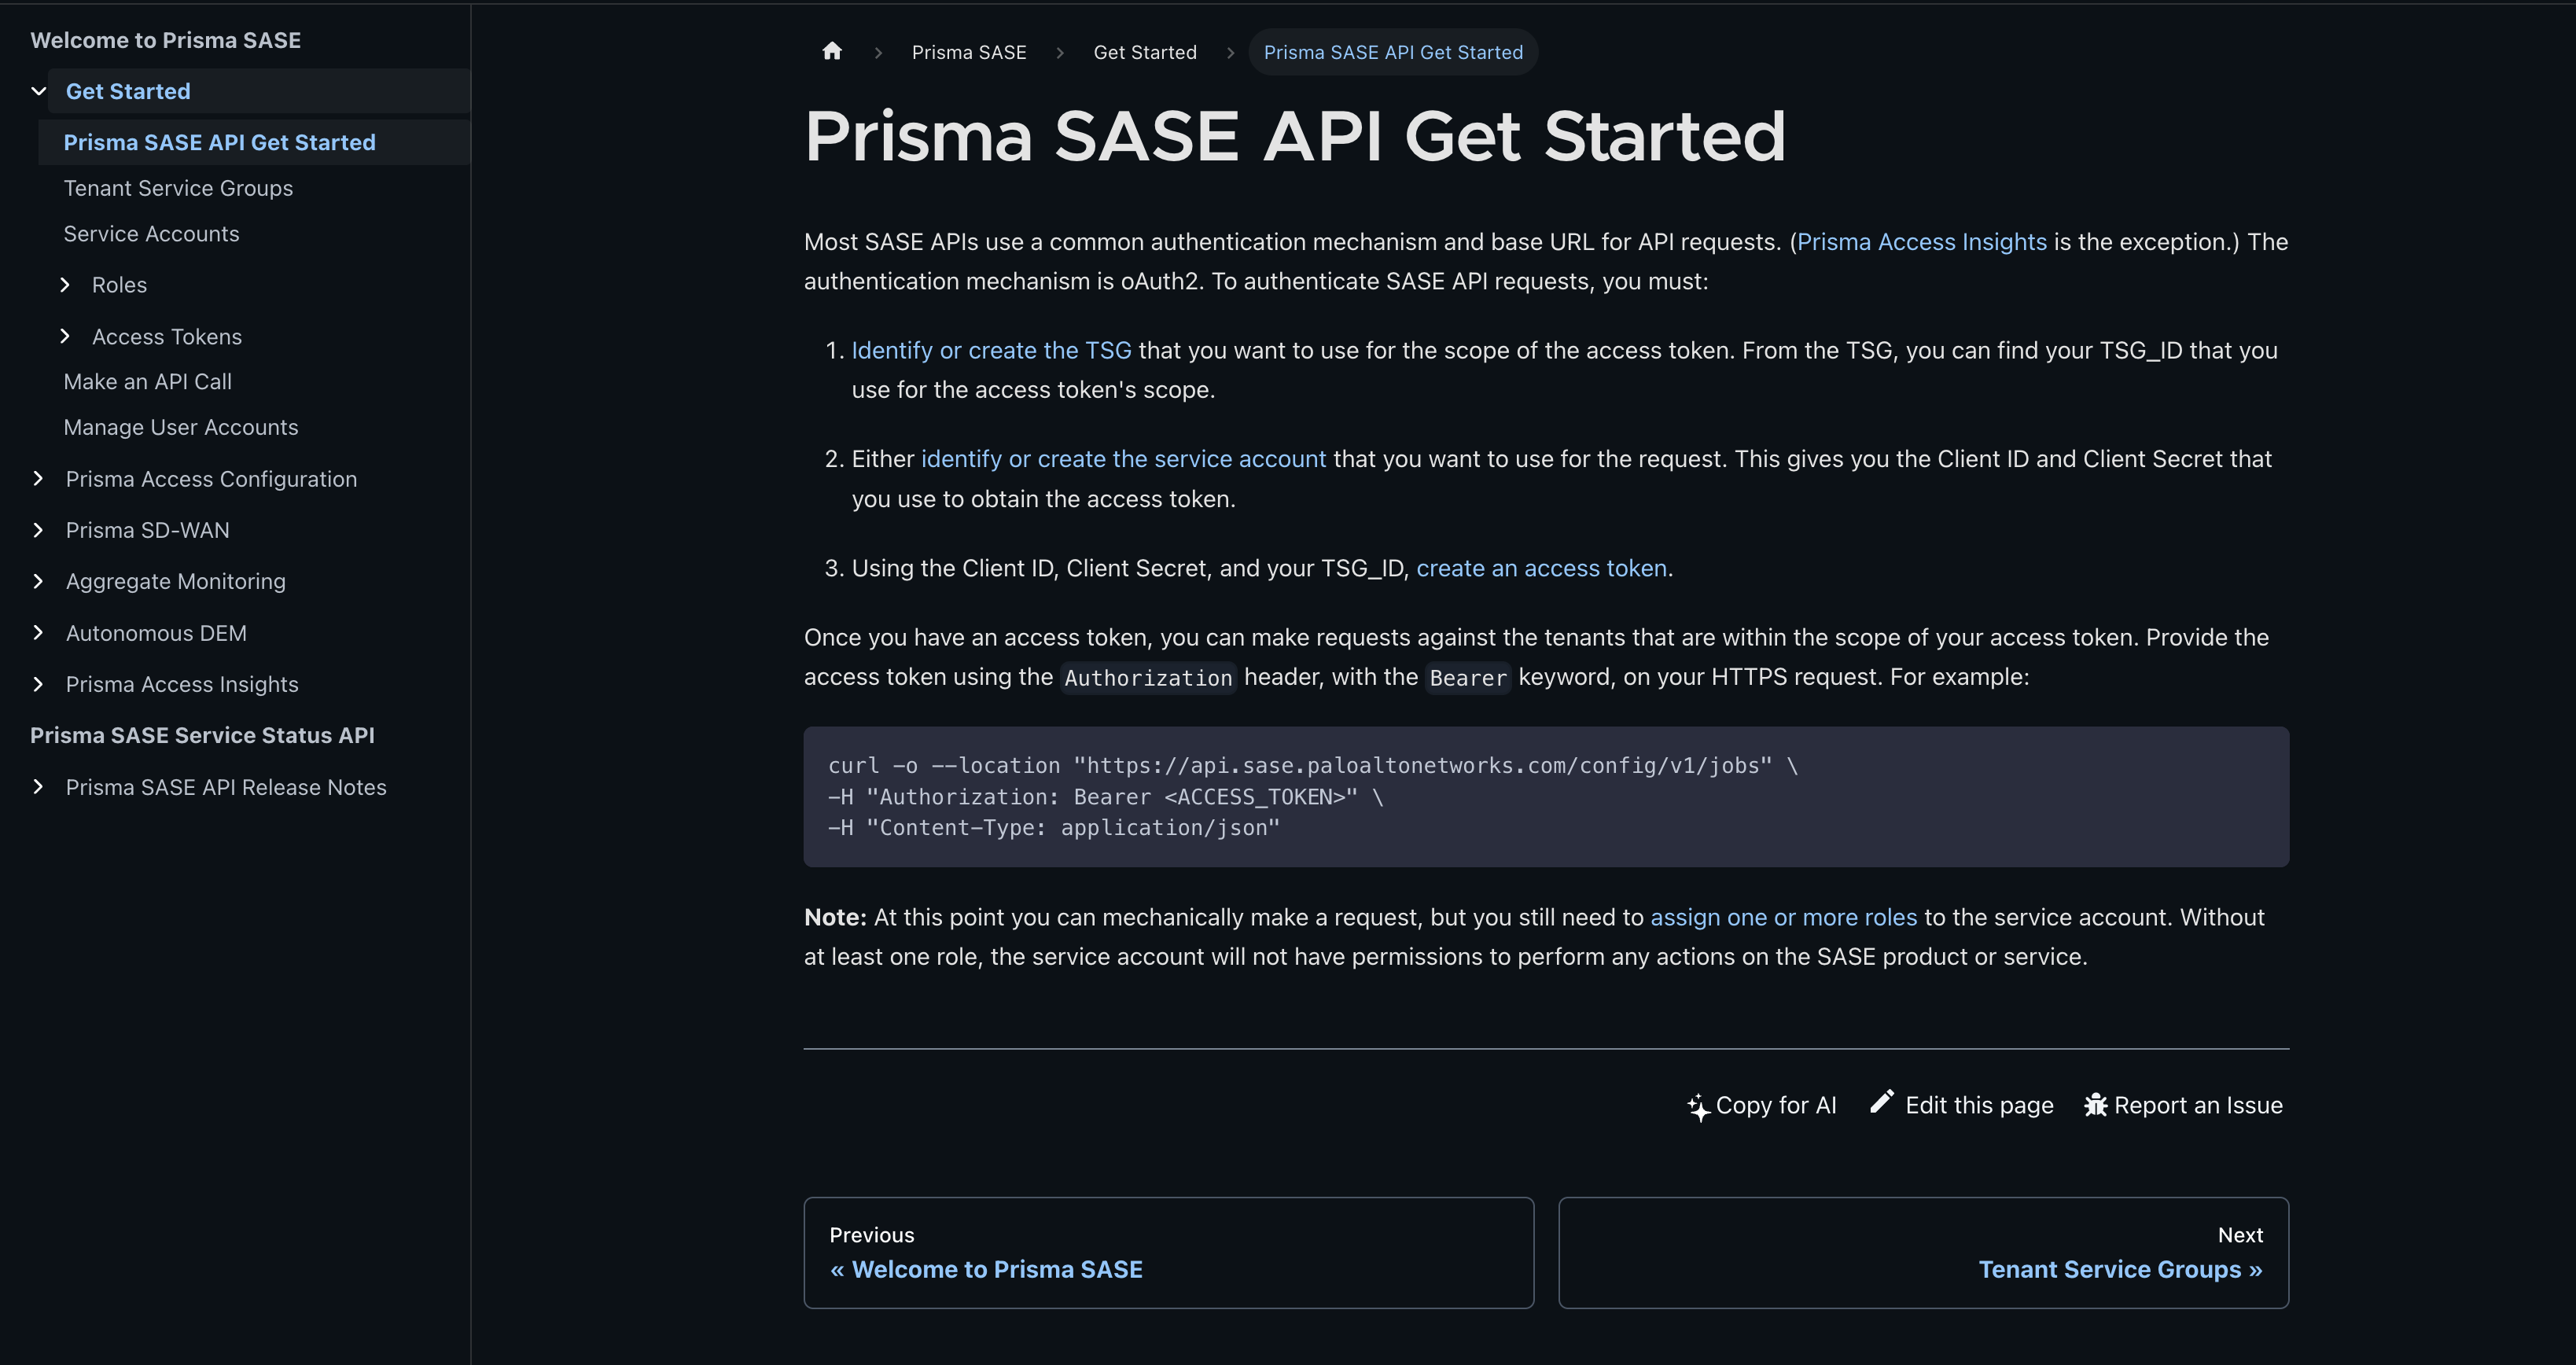 Welcome to Prisma SASE
Get Started
Prisma SASE API Get Started
Tenant Service Groups
Service Accounts
Roles
Access Tokens
Make an API Call
Manage User Accounts
Prisma Access Configuration
Prisma SD-WAN
Aggregate Monitoring
Autonomous DEM
Prisma Access Insights
Prisma SASE Service Status API
Prisma SASE API Release Notes
Prisma SASE > Get Started > Prisma SASE API Get Started
Prisma SASE API Get Started
Most SASE APIs use a common authentication mechanism and base URL for API requests. (Prisma Access Insights is the exception.) The
authentication mechanism is oAuth2. To authenticate SASE API requests, you must:
1. Identify or create the TSG that you want to use for the scope of the access token. From the TSG, you can find your TSG_ID that you
use for the access token's scope.
2. Either identify or create the service account that you want to use for the request. This gives you the Client ID and Client Secret that
you use to obtain the access token.
3. Using the Client ID, Client Secret, and your TSG_ID, create an access token.
Once you have an access token, you can make requests against the tenants that are within the scope of your access token. Provide the
access token using the Authorization header, with the Bearer keyword, on your HTTPS request. For example:
curl -o --location "https://api.sase.paloaltonetworks.com/config/v1/jobs" \
-H "Authorization: Bearer <ACCESS_TOKEN>" \
-H "Content-Type: application/json"
Note: At this point you can mechanically make a request, but you still need to assign one or more roles to the service account. Without
at least one role, the service account will not have permissions to perform any actions on the SASE product or service.
Copy for AI
Edit this page
Report an Issue
Previous
« Welcome to Prisma SASE
Next
Tenant Service Groups »